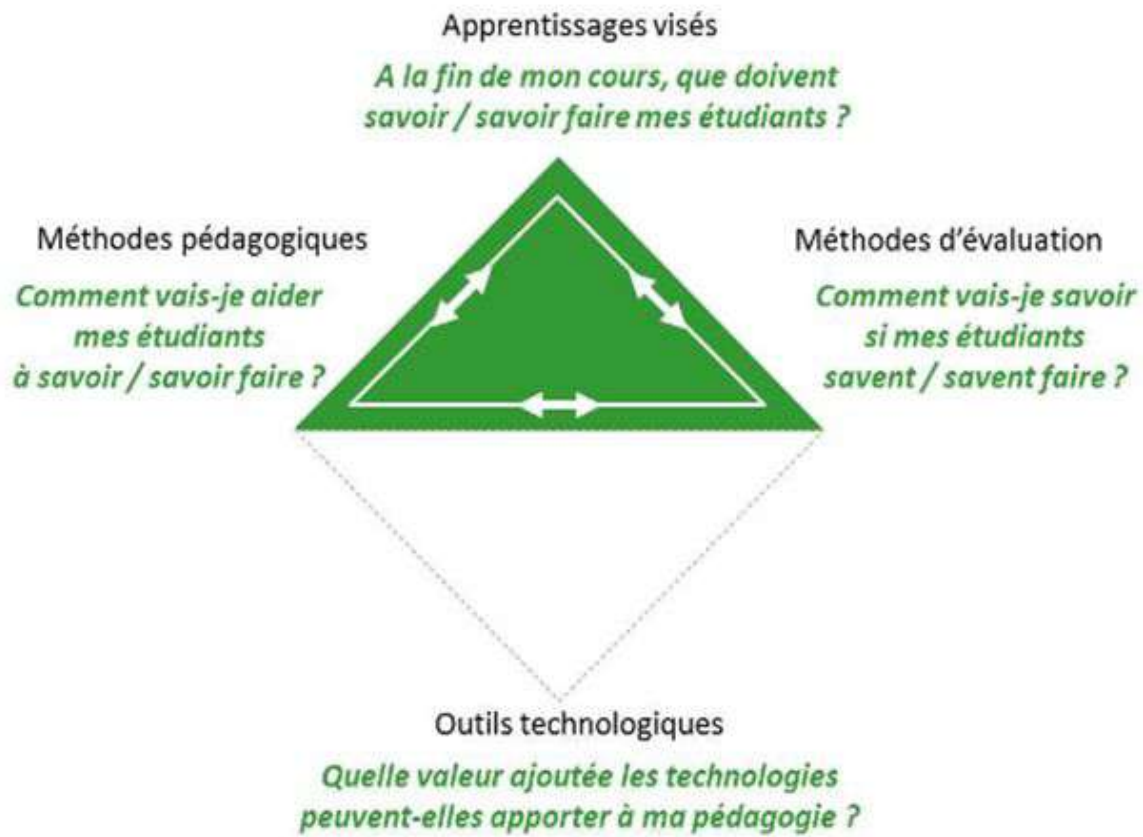 Apprentissages visés
A la fin de mon cours, que doivent
savoir / savoir faire mes étudiants ?
Méthodes pédagogiques
Comment vais-je aider
mes étudiants
à savoir / savoir faire ?
Méthodes d'évaluation
Comment vais-je savoir
si mes étudiants
savent / savent faire ?
Outils technologiques
Quelle valeur ajoutée les technologies
peuvent-elles apporter à ma pédagogie ?